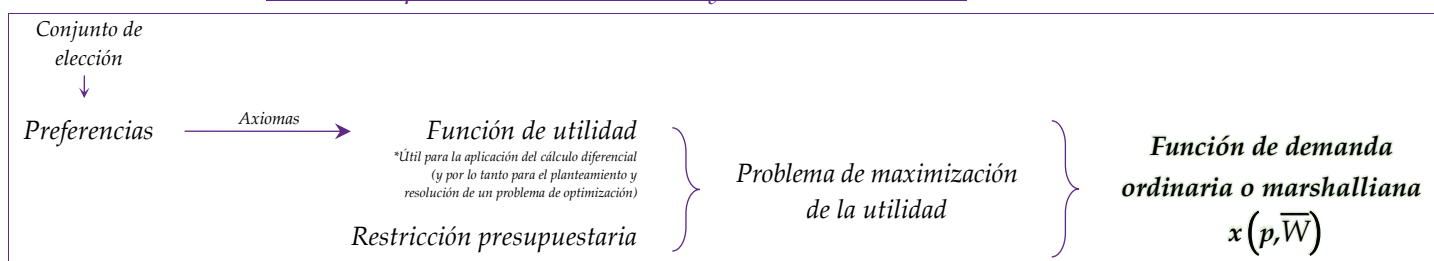 Conjunto de
elección
Preferencias
Axiomas
Función de utilidad
*Útil para la aplicación del cálculo diferencial
(y por lo tanto para el planteamiento y
resolución de un problema de optimización)
Restricción presupuestaria
Problema de maximización
de la utilidad
Función de demanda
ordinaria o marshalliana
x(p,W̅)